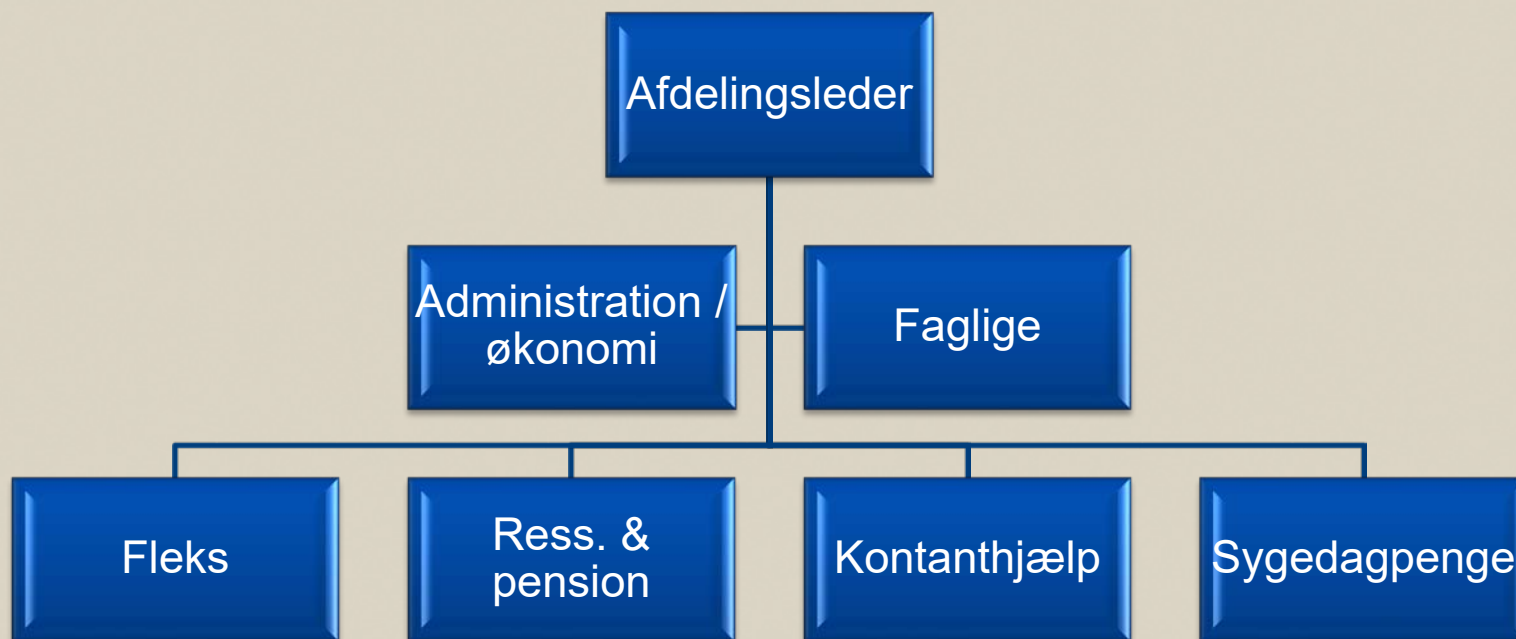 Afdelingsleder
Administration /
økonomi
Faglige
Fleks
Ress. &
pension
Kontanthjælp
Sygedagpenge